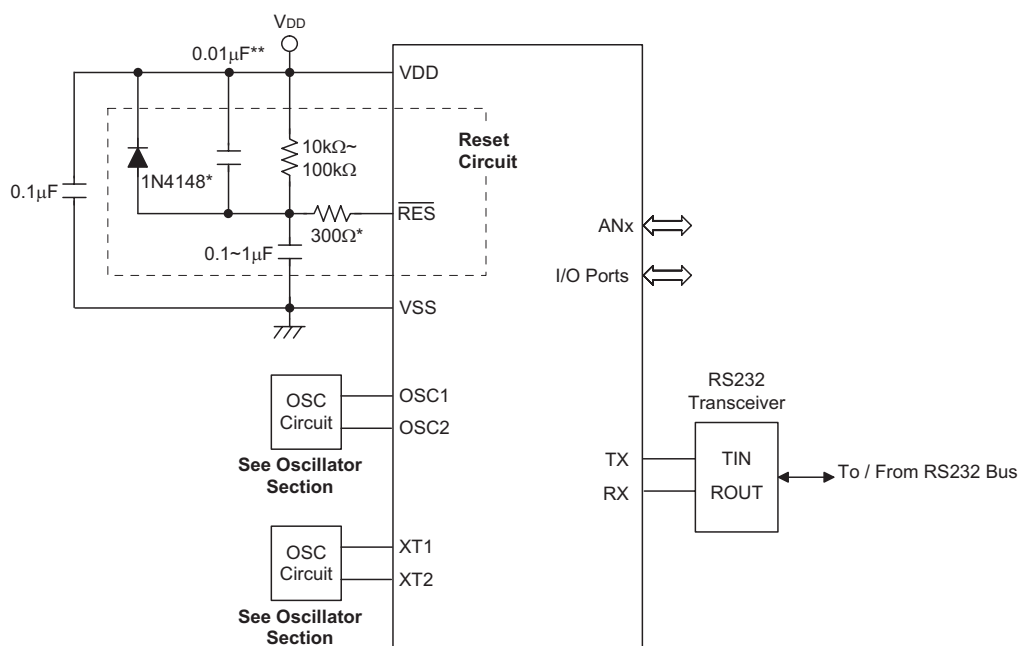 VDD
0.01μF**
VDD
Reset
Circuit
10kΩ~
100kΩ
1N4148*
0.1μF
RES
300Ω*
0.1~1μF
ANx
I/O Ports
VSS
OSC
Circuit
OSC1
OSC2
See Oscillator
Section
RS232
Transceiver
TX
RX
TIN
ROUT
To / From RS232 Bus
OSC
Circuit
XT1
XT2
See Oscillator
Section